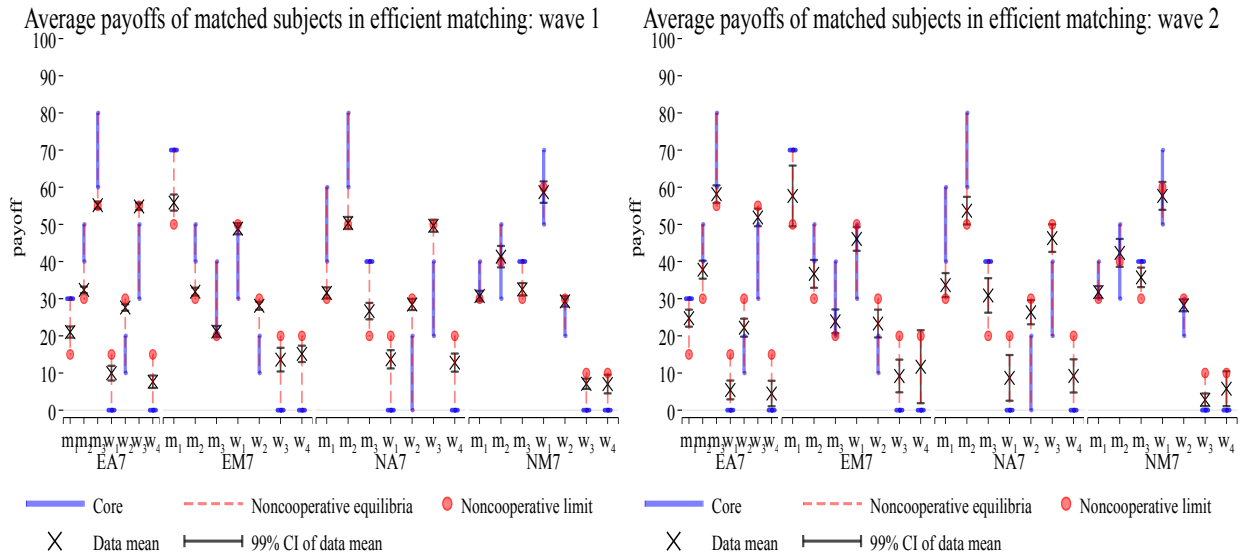 Average payoffs of matched subjects in efficient matching: wave 1
100
90
80
70
60
50
40
30
20
10
0
payoff
m1 m2 m3 w1 w2 w3 w4 m1 m2 m3 w1 w2 w3 w4 m1 m2 m3 w1 w2 w3 w4 m1 m2 m3 w1 w2 w3 w4
EA7 EM7 NA7 NM7
Core Noncooperative equilibria Noncooperative limit
Data mean 99% CI of data mean
Average payoffs of matched subjects in efficient matching: wave 2
100
90
80
70
60
50
40
30
20
10
0
payoff
m1 m2 m3 w1 w2 w3 w4 m1 m2 m3 w1 w2 w3 w4 m1 m2 m3 w1 w2 w3 w4 m1 m2 m3 w1 w2 w3 w4
EA7 EM7 NA7 NM7
Core Noncooperative equilibria Noncooperative limit
Data mean 99% CI of data mean